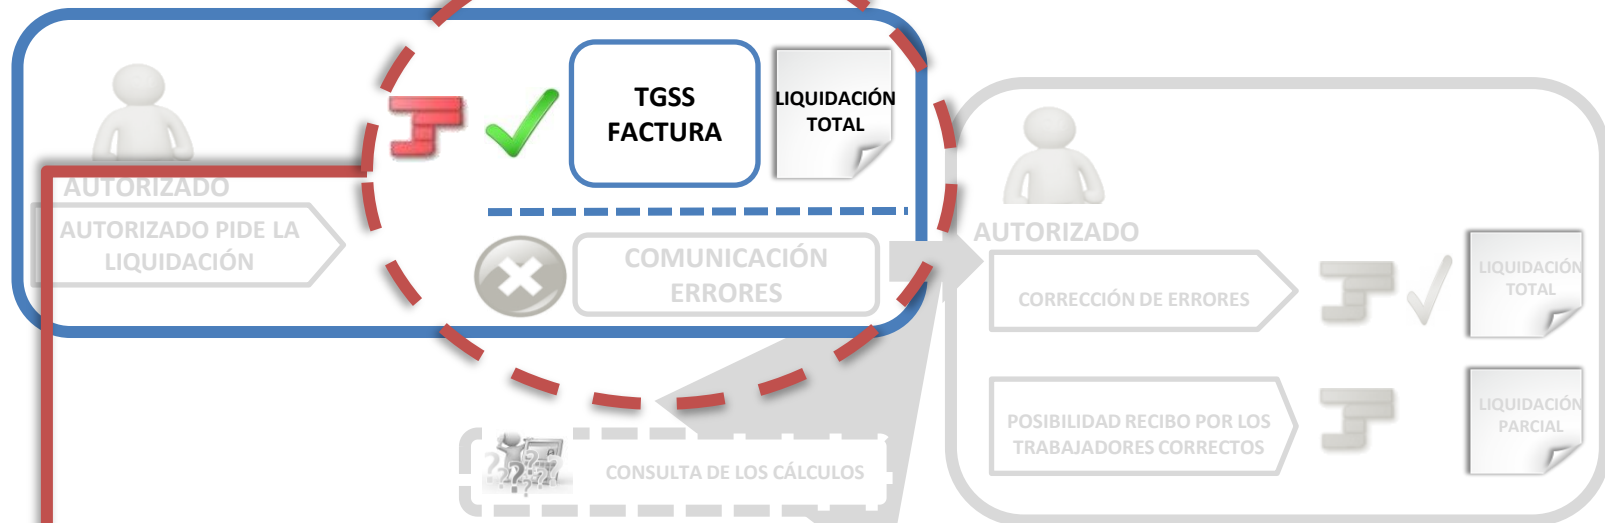 TGSS
FACTURA
LIQUIDACIÓN
TOTAL
AUTORIZADO
AUTORIZADO PIDE LA
LIQUIDACIÓN
COMUNICACIÓN
ERRORES
AUTORIZADO
CORRECCIÓN DE ERRORES
LIQUIDACIÓN
TOTAL
POSIBILIDAD RECIBO POR LOS
TRABAJADORES CORRECTOS
LIQUIDACIÓN
PARCIAL
CONSULTA DE LOS CÁLCULOS